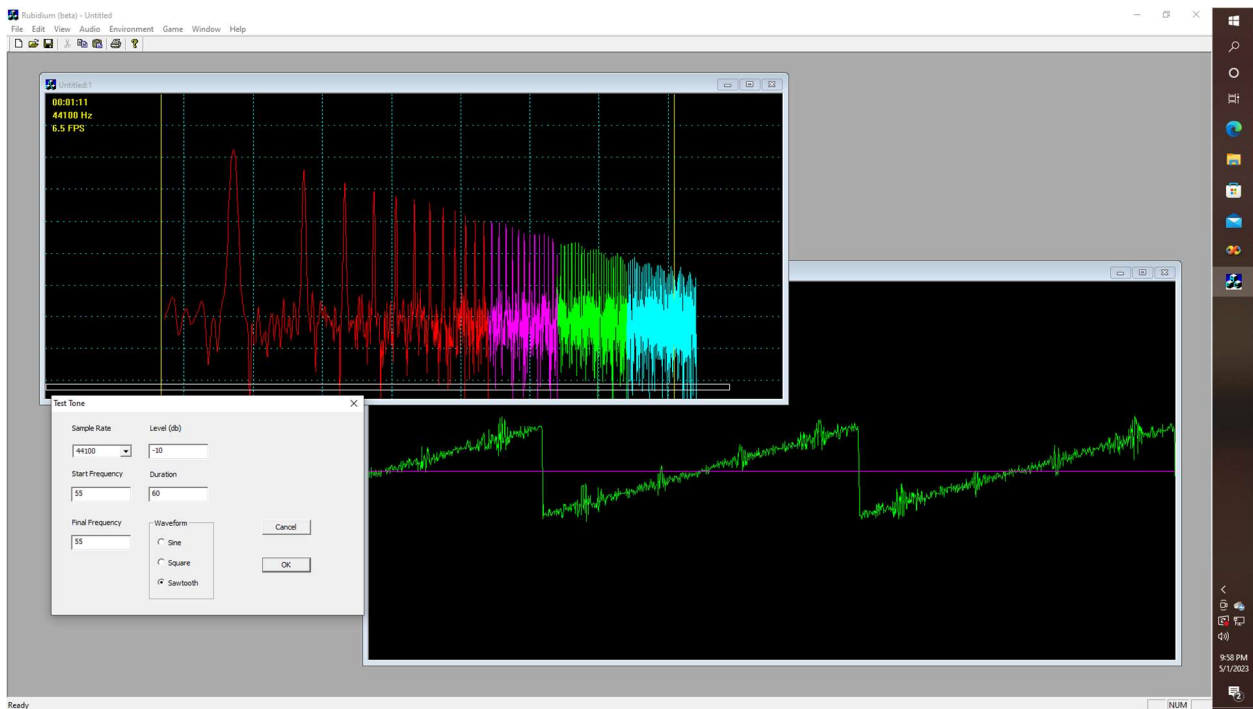 Rubidium (beta) - Untitled
File Edit View Audio Environment Game Window Help
Untitled:1
00:01:11
44100 Hz
6.5 FPS
Test Tone
Sample Rate Level (db)
44100 -10
Start Frequency Duration
55 60
Final Frequency Waveform
55 Sine
Square
Sawtooth
Cancel
OK
9:58 PM
5/1/2023
2
Ready
NUM